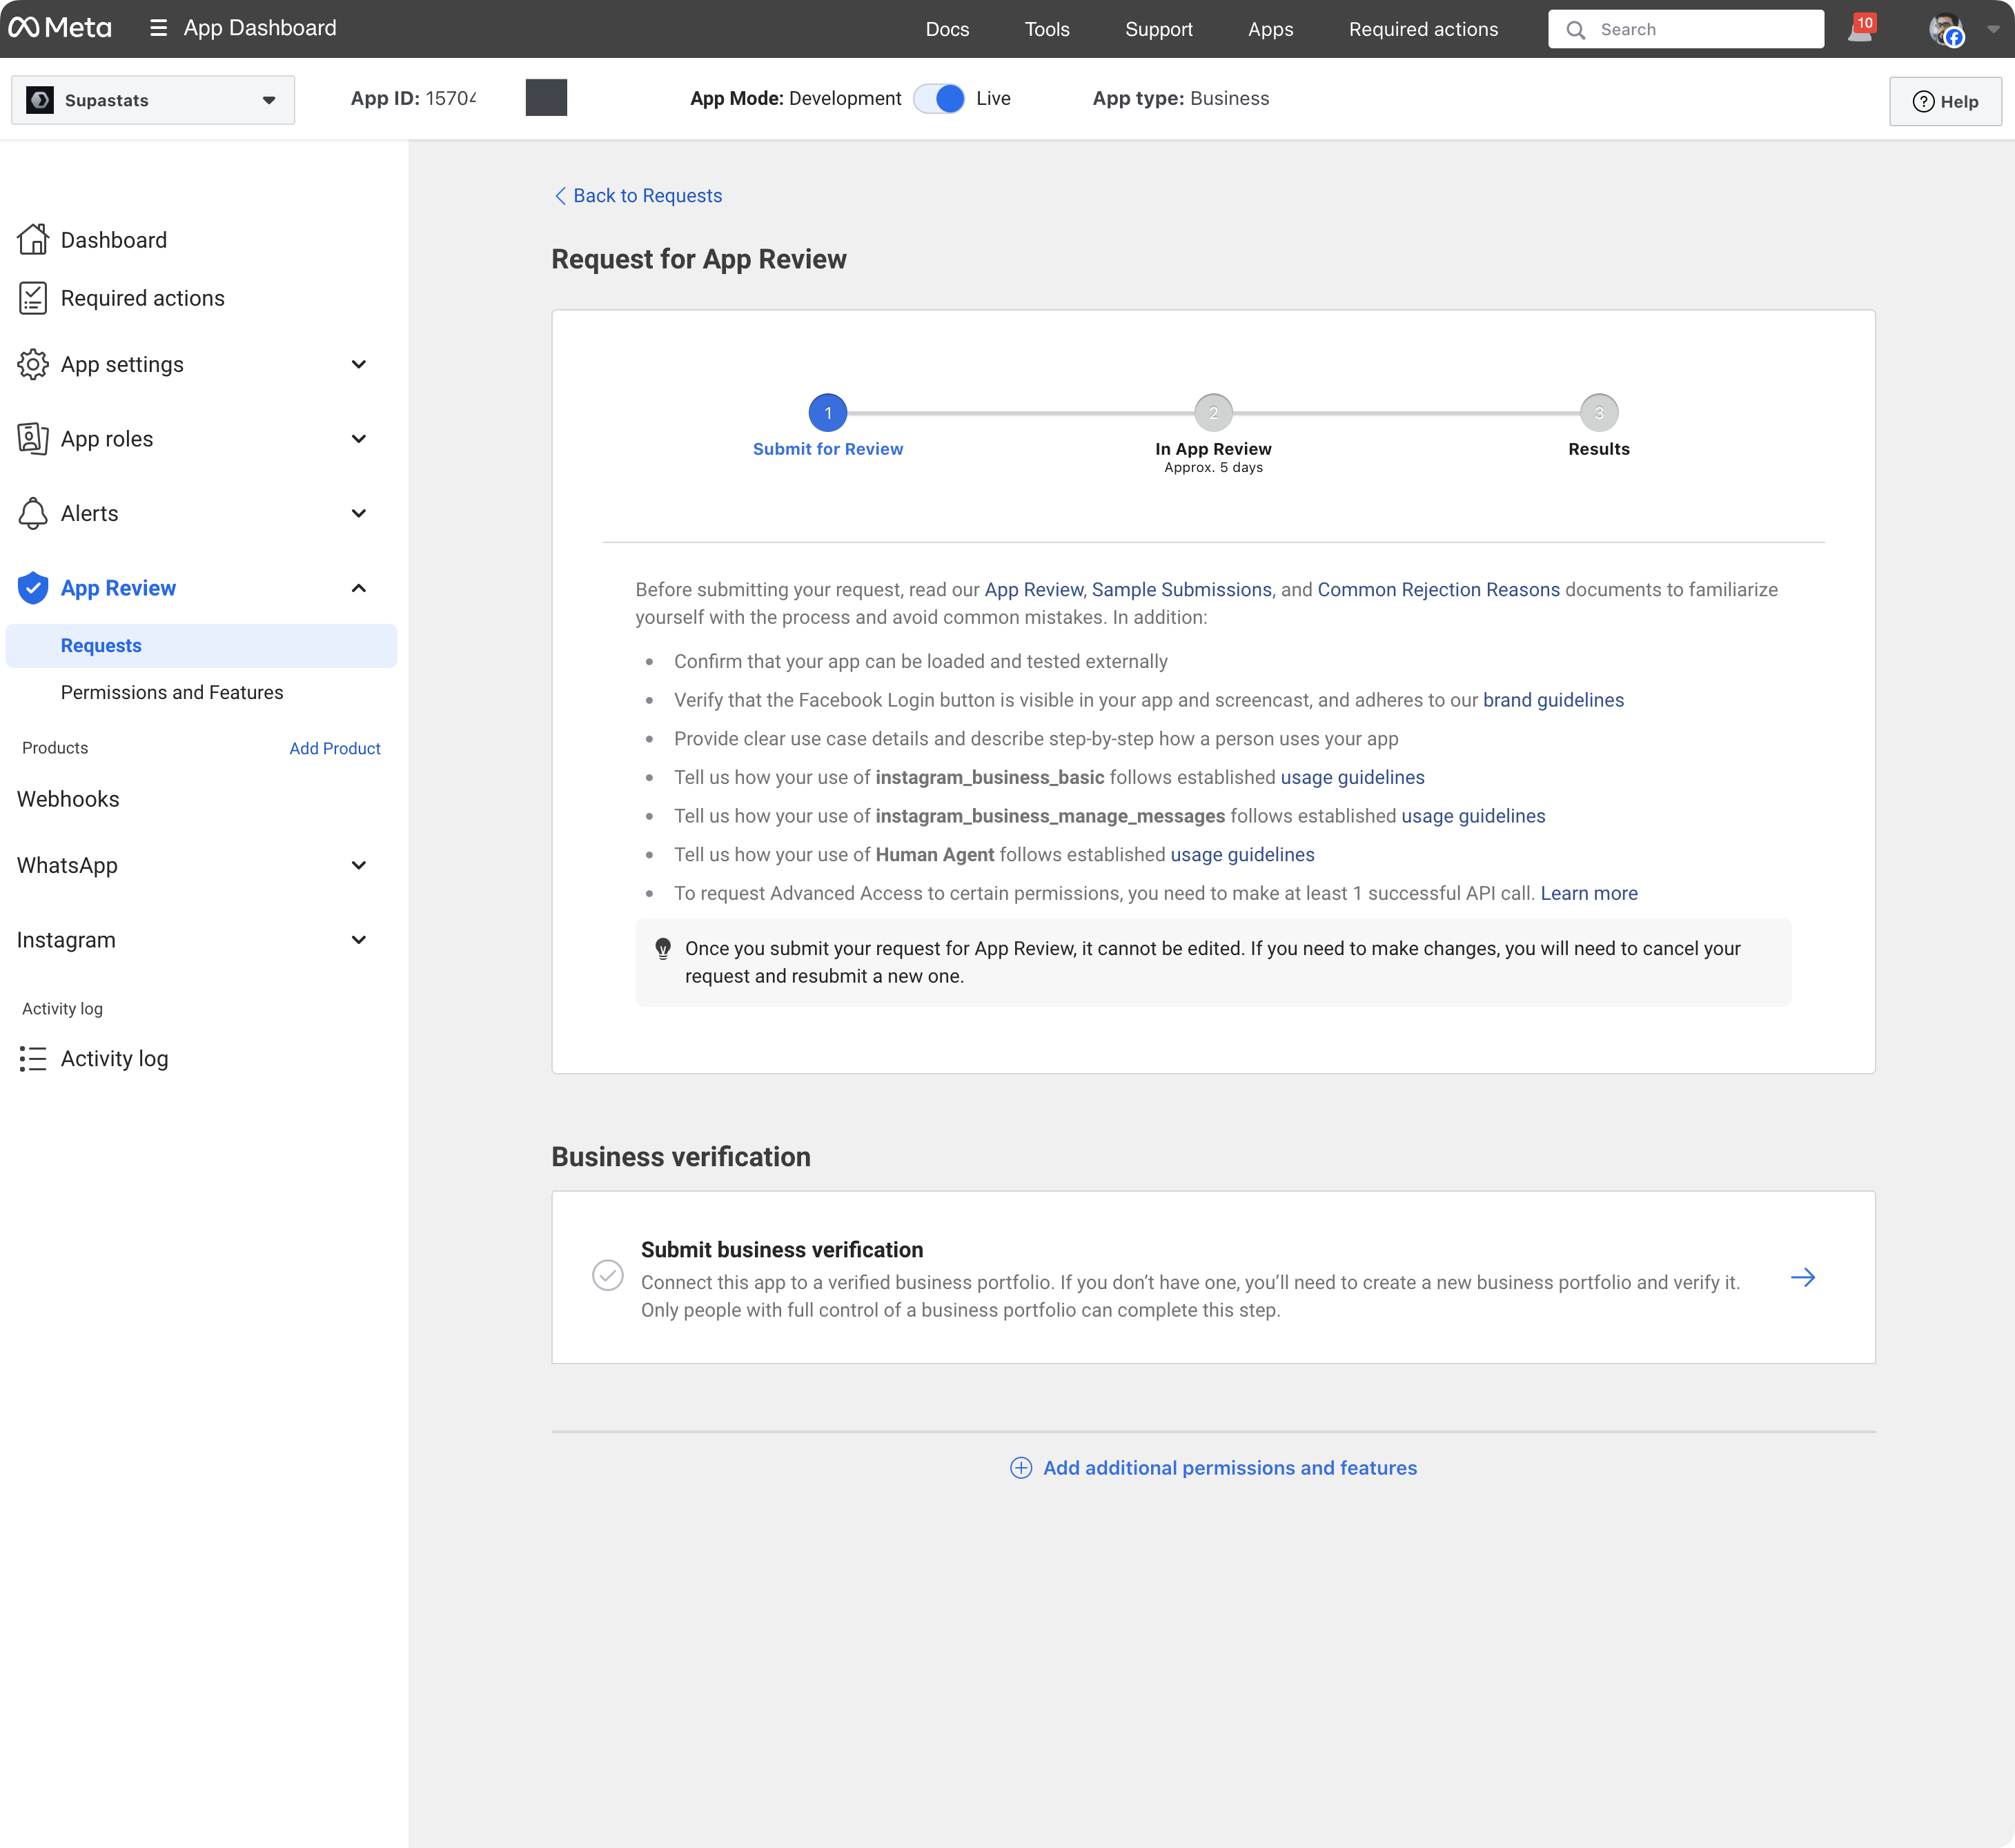 Meta
App Dashboard
Docs
Tools
Support
Apps
Required actions
Search
10
Supastats
App ID: 15704
App Mode: Development
Live
App type: Business
? Help
Dashboard
Required actions
App settings
App roles
Alerts
App Review
Requests
Permissions and Features
Products
Add Product
Webhooks
WhatsApp
Instagram
Activity log
Activity log
Back to Requests
Request for App Review
1
Submit for Review
2
In App Review
Approx. 5 days
3
Results
Before submitting your request, read our App Review, Sample Submissions, and Common Rejection Reasons documents to familiarize
yourself with the process and avoid common mistakes. In addition:
• Confirm that your app can be loaded and tested externally
• Verify that the Facebook Login button is visible in your app and screencast, and adheres to our brand guidelines
• Provide clear use case details and describe step-by-step how a person uses your app
• Tell us how your use of instagram_business_basic follows established usage guidelines
• Tell us how your use of instagram_business_manage_messages follows established usage guidelines
• Tell us how your use of Human Agent follows established usage guidelines
• To request Advanced Access to certain permissions, you need to make at least 1 successful API call. Learn more
Once you submit your request for App Review, it cannot be edited. If you need to make changes, you will need to cancel your
request and resubmit a new one.
Business verification
Submit business verification
Connect this app to a verified business portfolio. If you don’t have one, you’ll need to create a new business portfolio and verify it.
Only people with full control of a business portfolio can complete this step.
Add additional permissions and features